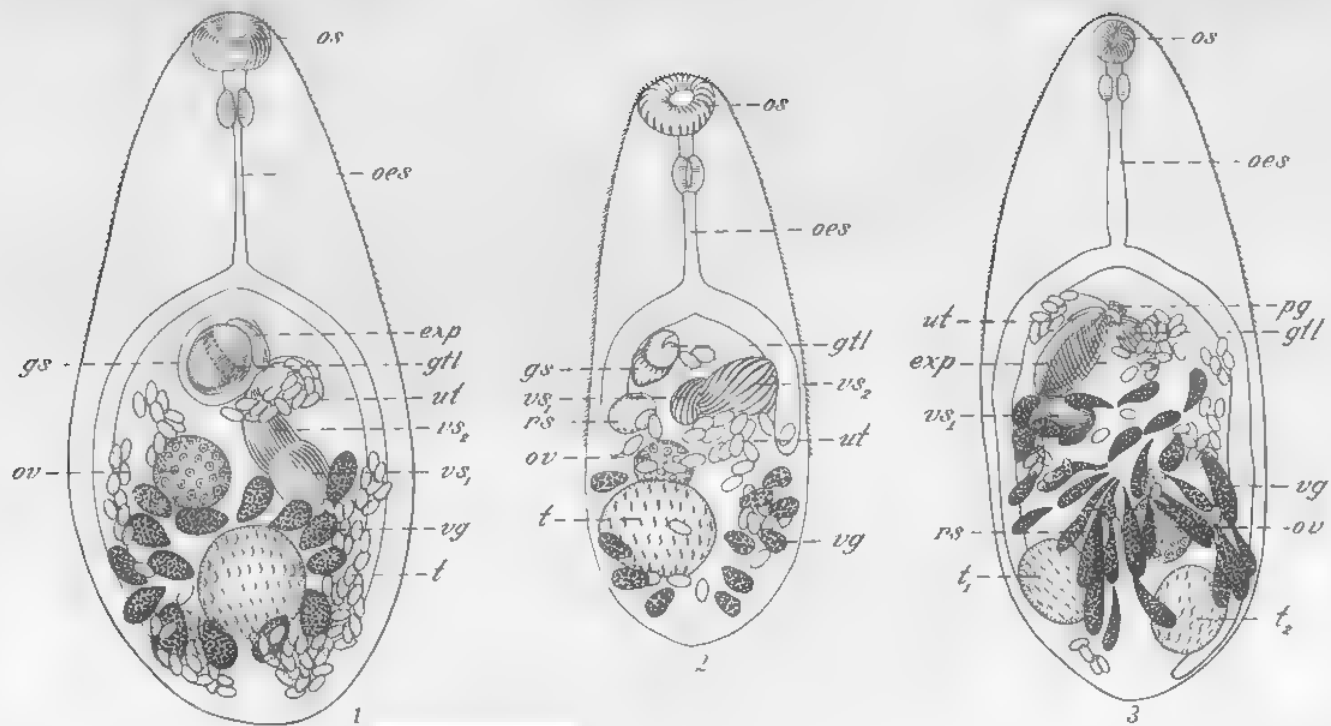 os
oes
exp
gs
gtl
ut
vs₂
ov
vs₁
vg
t
1
os
oes
gtl
gs
vs₁
vs₂
rs
ut
ov
t
vg
2
os
oes
pg
ut
gtl
exp
vs₁
vg
rs
ov
t₁
t₂
3